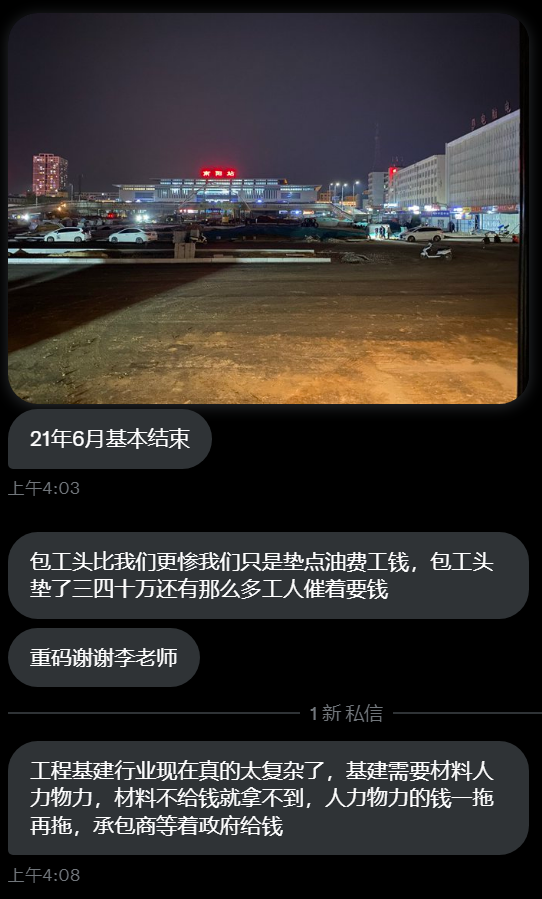 南阳站
21年6月基本结束
上午4:03
包工头比我们更惨我们只是垫点油费工钱，包工头
垫了三四十万还有那么多工人催着要钱
重码谢谢李老师
1 新 私信
工程基建行业现在真的太复杂了，基建需要材料人
力物力，材料不给钱就拿不到，人力物力的钱一拖
再拖，承包商等着政府给钱
上午4:08